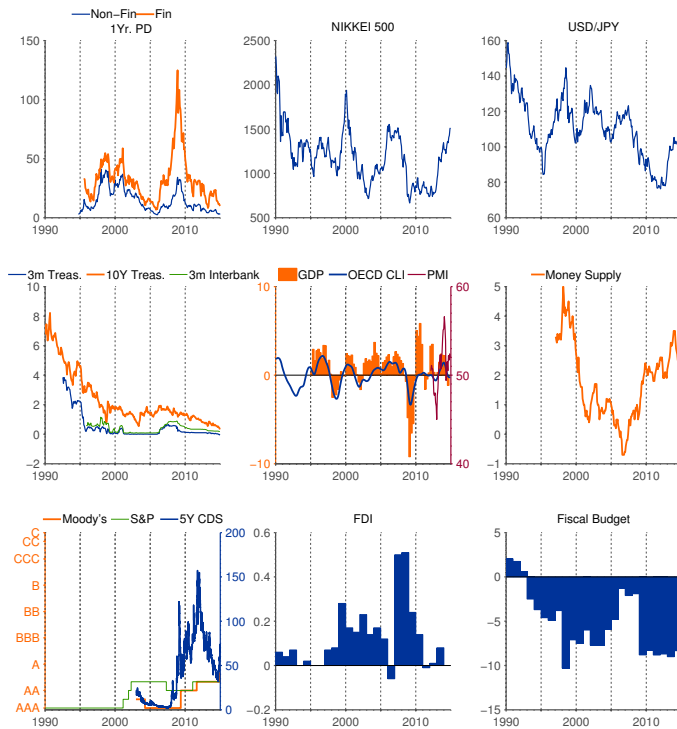 Non−Fin Fin
1Yr. PD
150
100
50
0
1990 2000 2010
NIKKEI 500
2500
2100
1700
1300
900
500
1990 2000 2010
USD/JPY
160
140
120
100
80
60
1990 2000 2010
3m Treas. 10Y Treas. 3m Interbank
10
8
6
4
2
0
−2
1990 2000 2010
GDP OECD CLI PMI
10
0
−10
60
50
40
1990 2000 2010
Money Supply
5
4
3
2
1
0
−1
1990 2000 2010
Moody's S&P 5Y CDS
C
CC
CCC
B
BB
BBB
A
AA
AAA
200
150
100
50
0
1990 2000 2010
FDI
0.6
0.4
0.2
0
−0.2
1990 2000 2010
Fiscal Budget
5
0
−5
−10
−15
1990 2000 2010